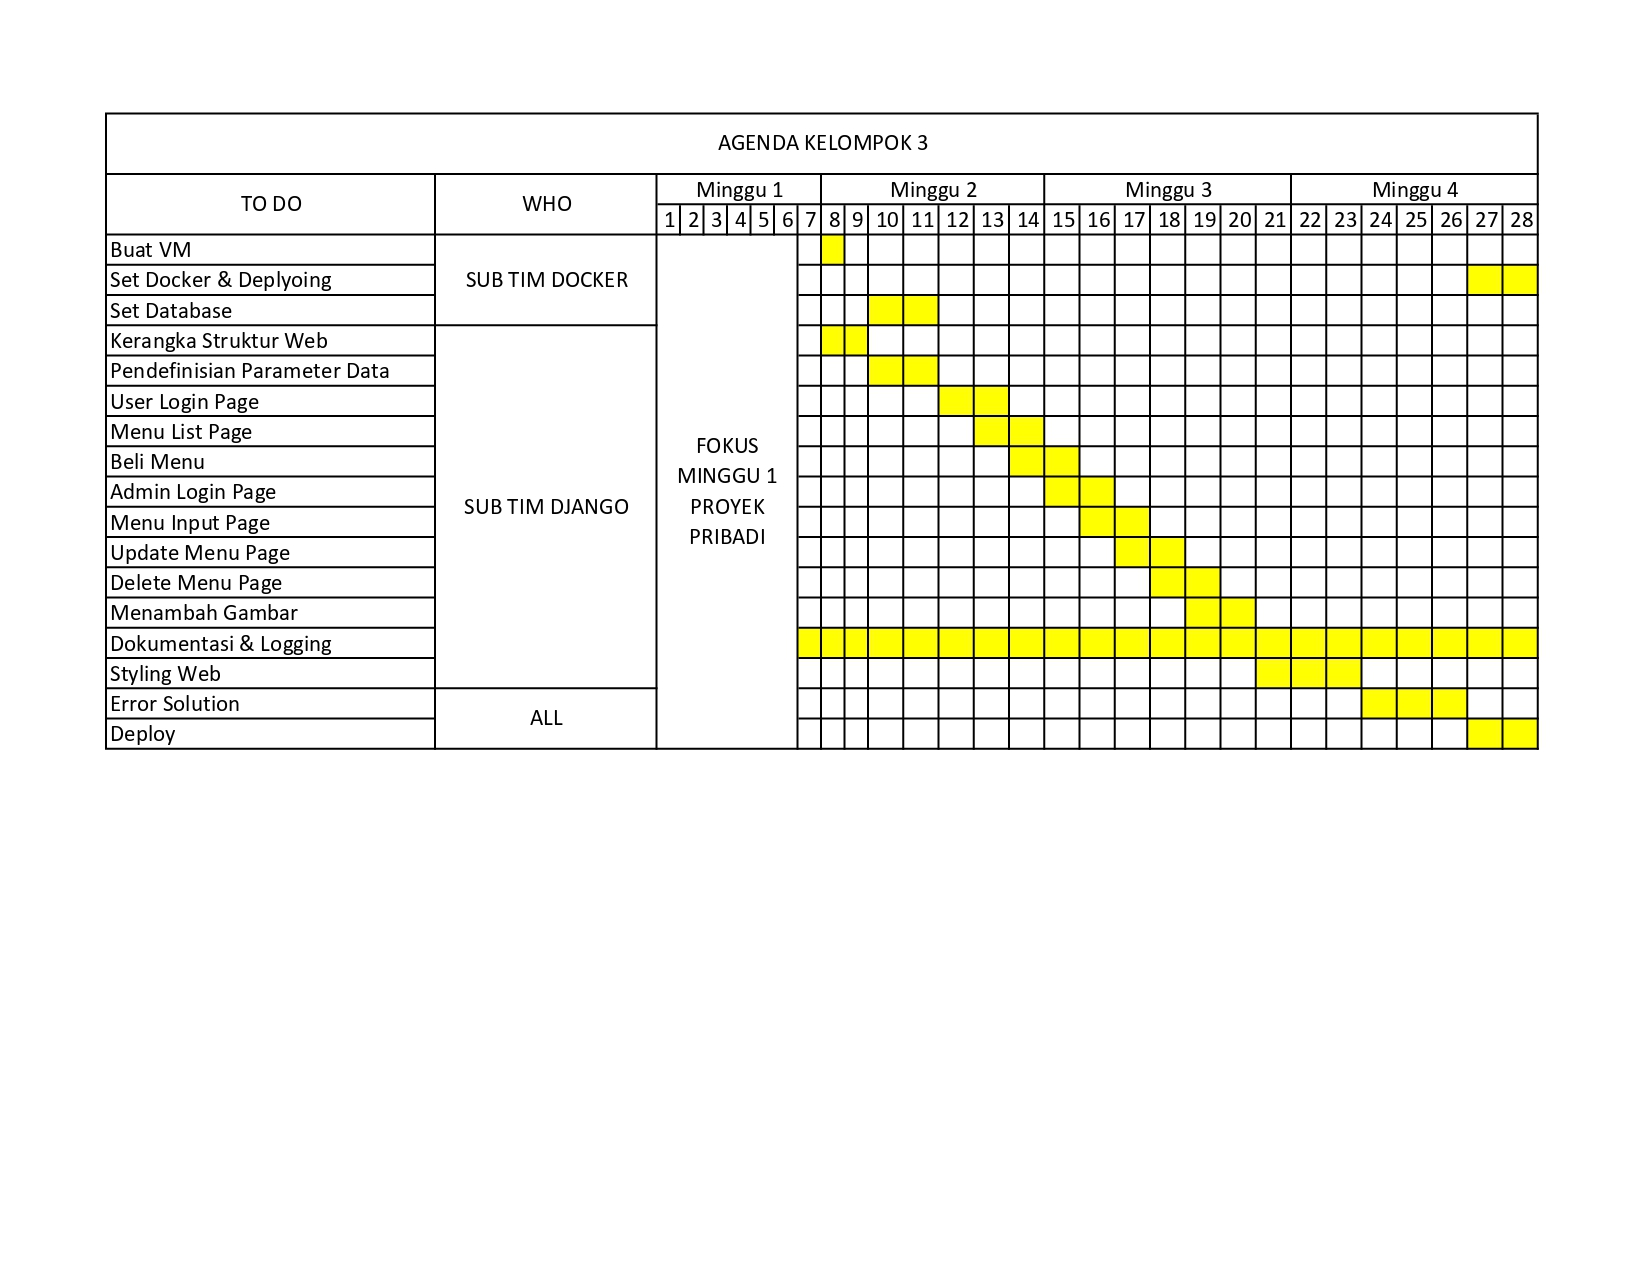 AGENDA KELOMPOK 3
TO DO WHO Minggu 1 Minggu 2 Minggu 3 Minggu 4
1 2 3 4 5 6 7 8 9 10 11 12 13 14 15 16 17 18 19 20 21 22 23 24 25 26 27 28
Buat VM
Set Docker & Deplyoing
Set Database
SUB TIM DOCKER
Kerangka Struktur Web
Pendefinisian Parameter Data
User Login Page
Menu List Page
Beli Menu
Admin Login Page
Menu Input Page
Update Menu Page
Delete Menu Page
Menambah Gambar
Dokumentasi & Logging
Styling Web
SUB TIM DJANGO
Error Solution
Deploy
ALL
FOKUS
MINGGU 1
PROYEK
PRIBADI